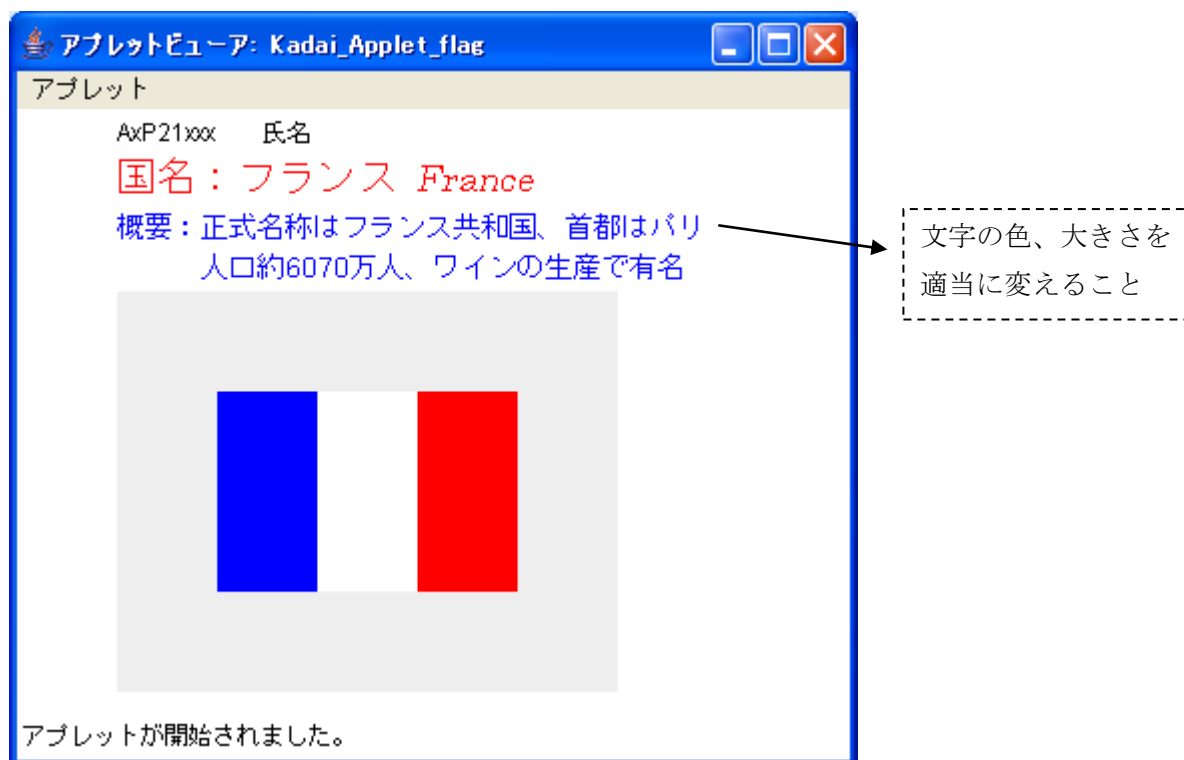 アプレットビューア: Kadai_Applet_flag
アプレット
AxP21xxx 氏名
国名：フランス France
概要：正式名称はフランス共和国、首都はパリ
人口約6070万人、ワインの生産で有名
文字の色、大きさを
適当に変えること
アプレットが開始されました。